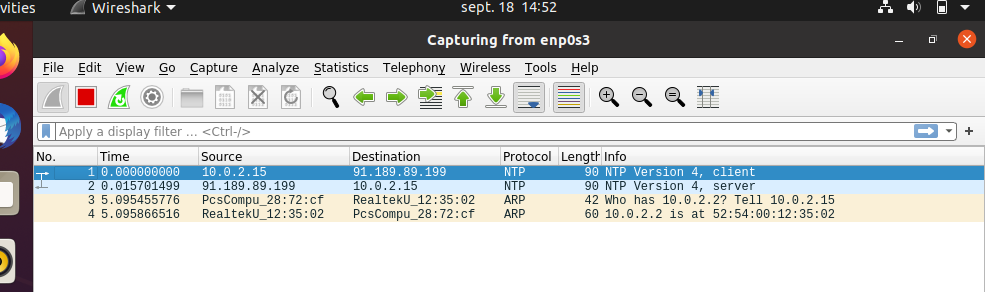 vities Wireshark sept. 18 14:52
Capturing from enp0s3
File Edit View Go Capture Analyze Statistics Telephony Wireless Tools Help
Apply a display filter ... <Ctrl-/>
No. Time Source Destination Protocol Length Info
1 0.000000000 10.0.2.15 91.189.89.199 NTP 90 NTP Version 4, client
2 0.015701499 91.189.89.199 10.0.2.15 NTP 90 NTP Version 4, server
3 5.095455776 PcsCompu_28:72:cf RealtekU_12:35:02 ARP 42 Who has 10.0.2.2? Tell 10.0.2.15
4 5.095866516 RealtekU_12:35:02 PcsCompu_28:72:cf ARP 60 10.0.2.2 is at 52:54:00:12:35:02